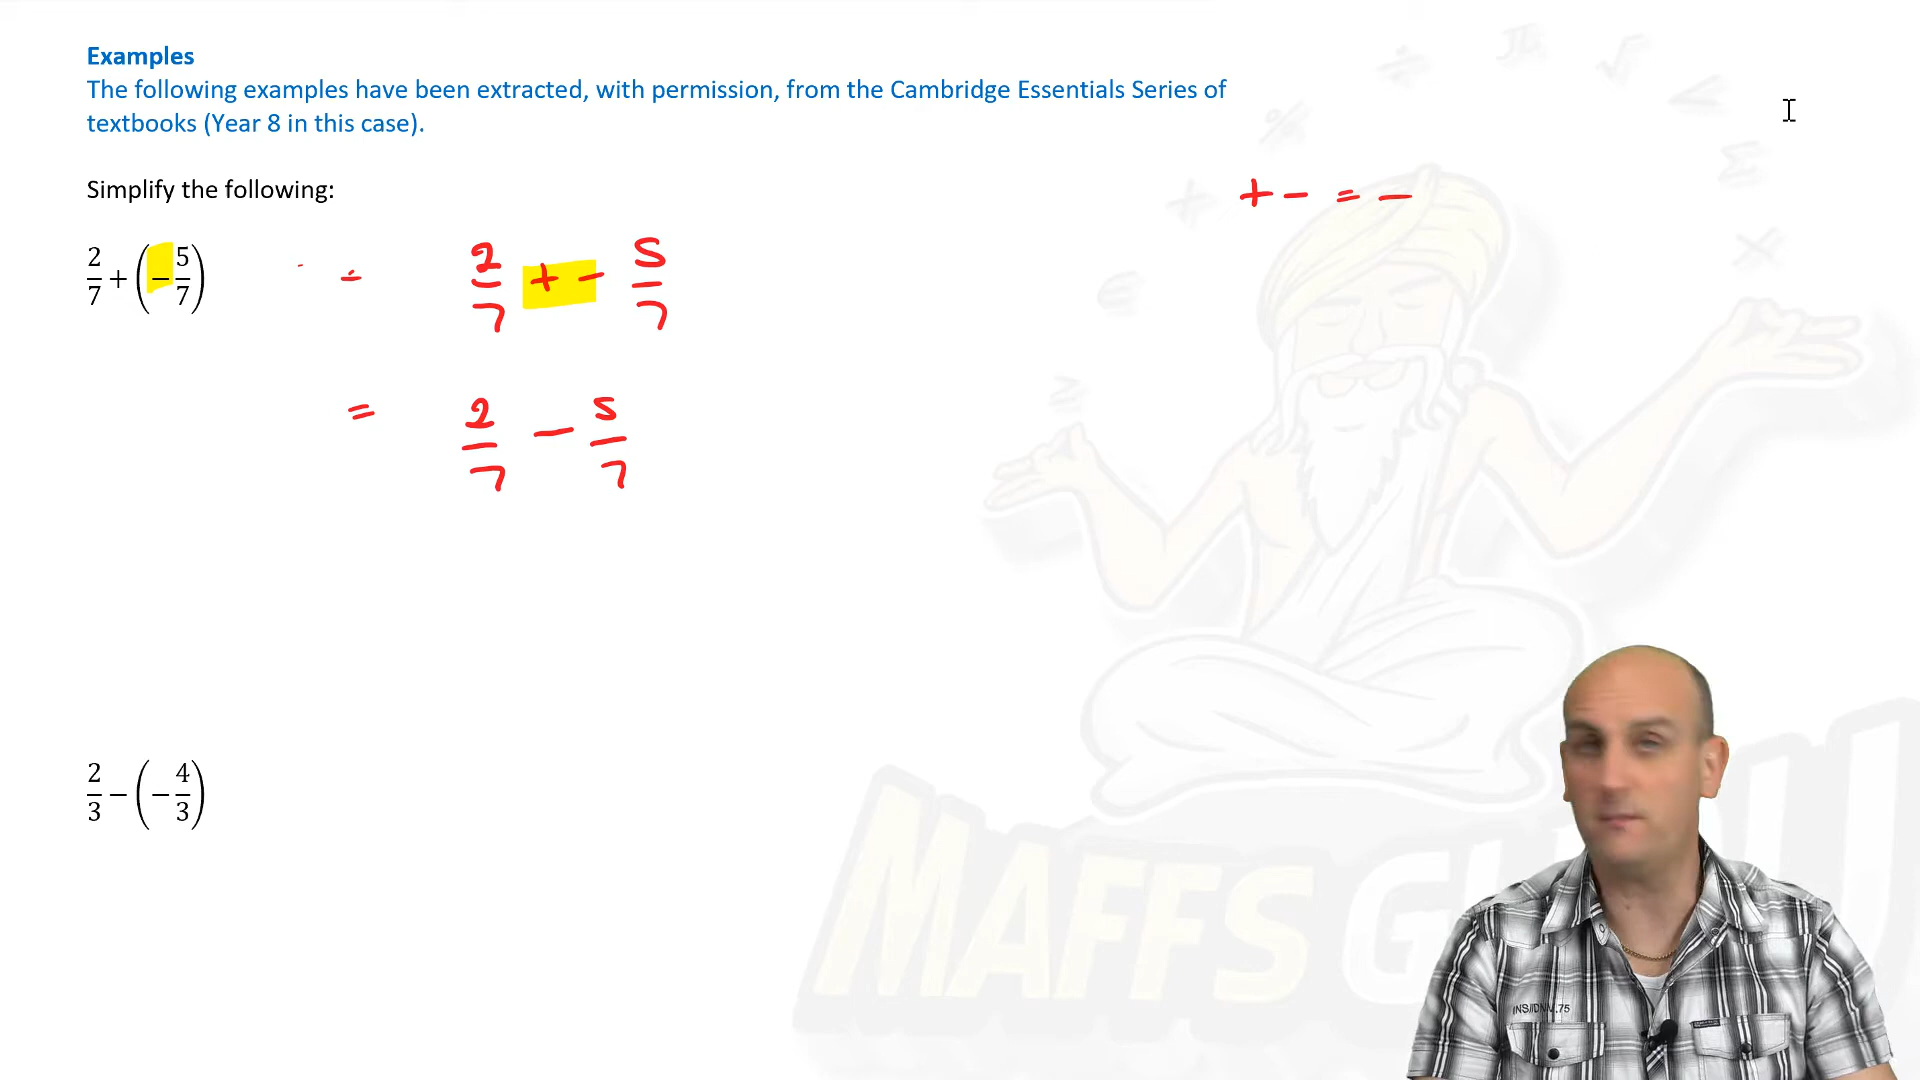 Examples
The following examples have been extracted, with permission, from the Cambridge Essentials Series of
textbooks (Year 8 in this case).
Simplify the following:
+ - = -
2/7 + (-5/7) = 2/7 + - 5/7
= 2/7 - 5/7
2/3 - (-4/3)
MAFFS GU